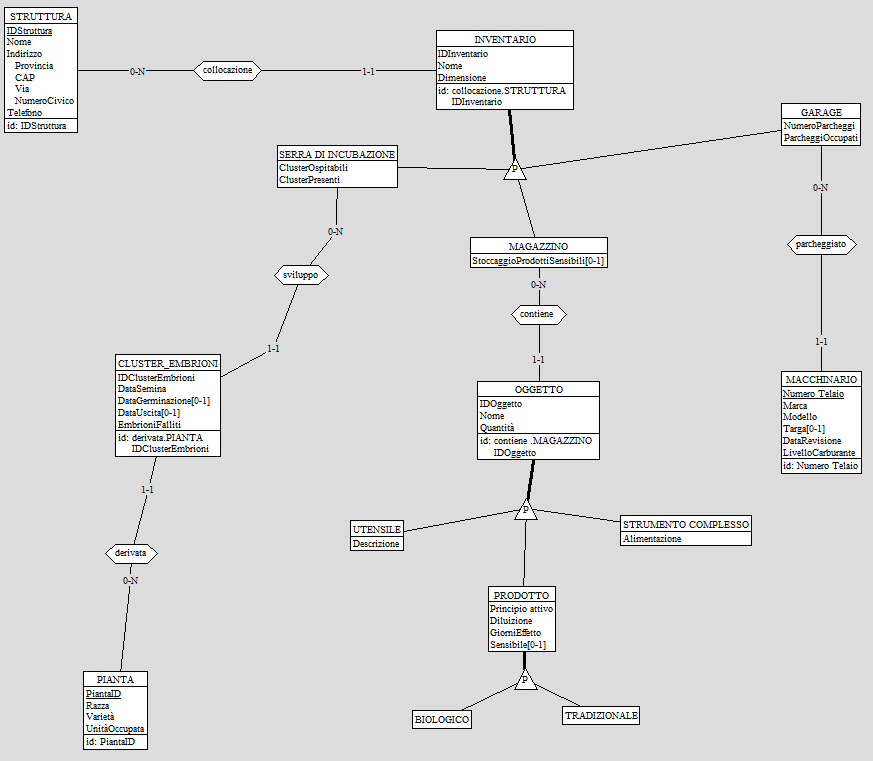 STRUTTURA
IDStruttura
Nome
Indirizzo
Provincia
CAP
Via
NumeroCivico
Telefono
id: IDStruttura
0-N
collocazione
1-1
INVENTARIO
IDInventario
Nome
Dimensione
id: collocazione.STRUTTURA
IDInventario
GARAGE
NumeroParcheggi
ParcheggiOccupati
SERRA DI INCUBAZIONE
ClusterOspitabili
ClusterPresenti
P
0-N
parcheggiato
1-1
0-N
sviluppo
1-1
MAGAZZINO
StoccaggioProdottiSensibili[0-1]
0-N
contiene
1-1
CLUSTER_EMBRIONI
IDClusterEmbrioni
DataSemina
DataGerminazione[0-1]
DataUscita[0-1]
EmbrioniFalliti
id: derivata.PIANTA
IDClusterEmbrioni
OGGETTO
IDOggetto
Nome
Quantità
id: contiene .MAGAZZINO
IDOggetto
MACCHINARIO
Numero Telaio
Marca
Modello
Targa[0-1]
DataRevisione
LivelloCarburante
id: Numero Telaio
1-1
derivata
0-N
P
UTENSILE
Descrizione
STRUMENTO COMPLESSO
Alimentazione
PRODOTTO
Principio attivo
Diluizione
GiorniEffetto
Sensibile[0-1]
P
BIOLOGICO
TRADIZIONALE
PIANTA
PiantaID
Razza
Varietà
UnitàOccupata
id: PiantaID